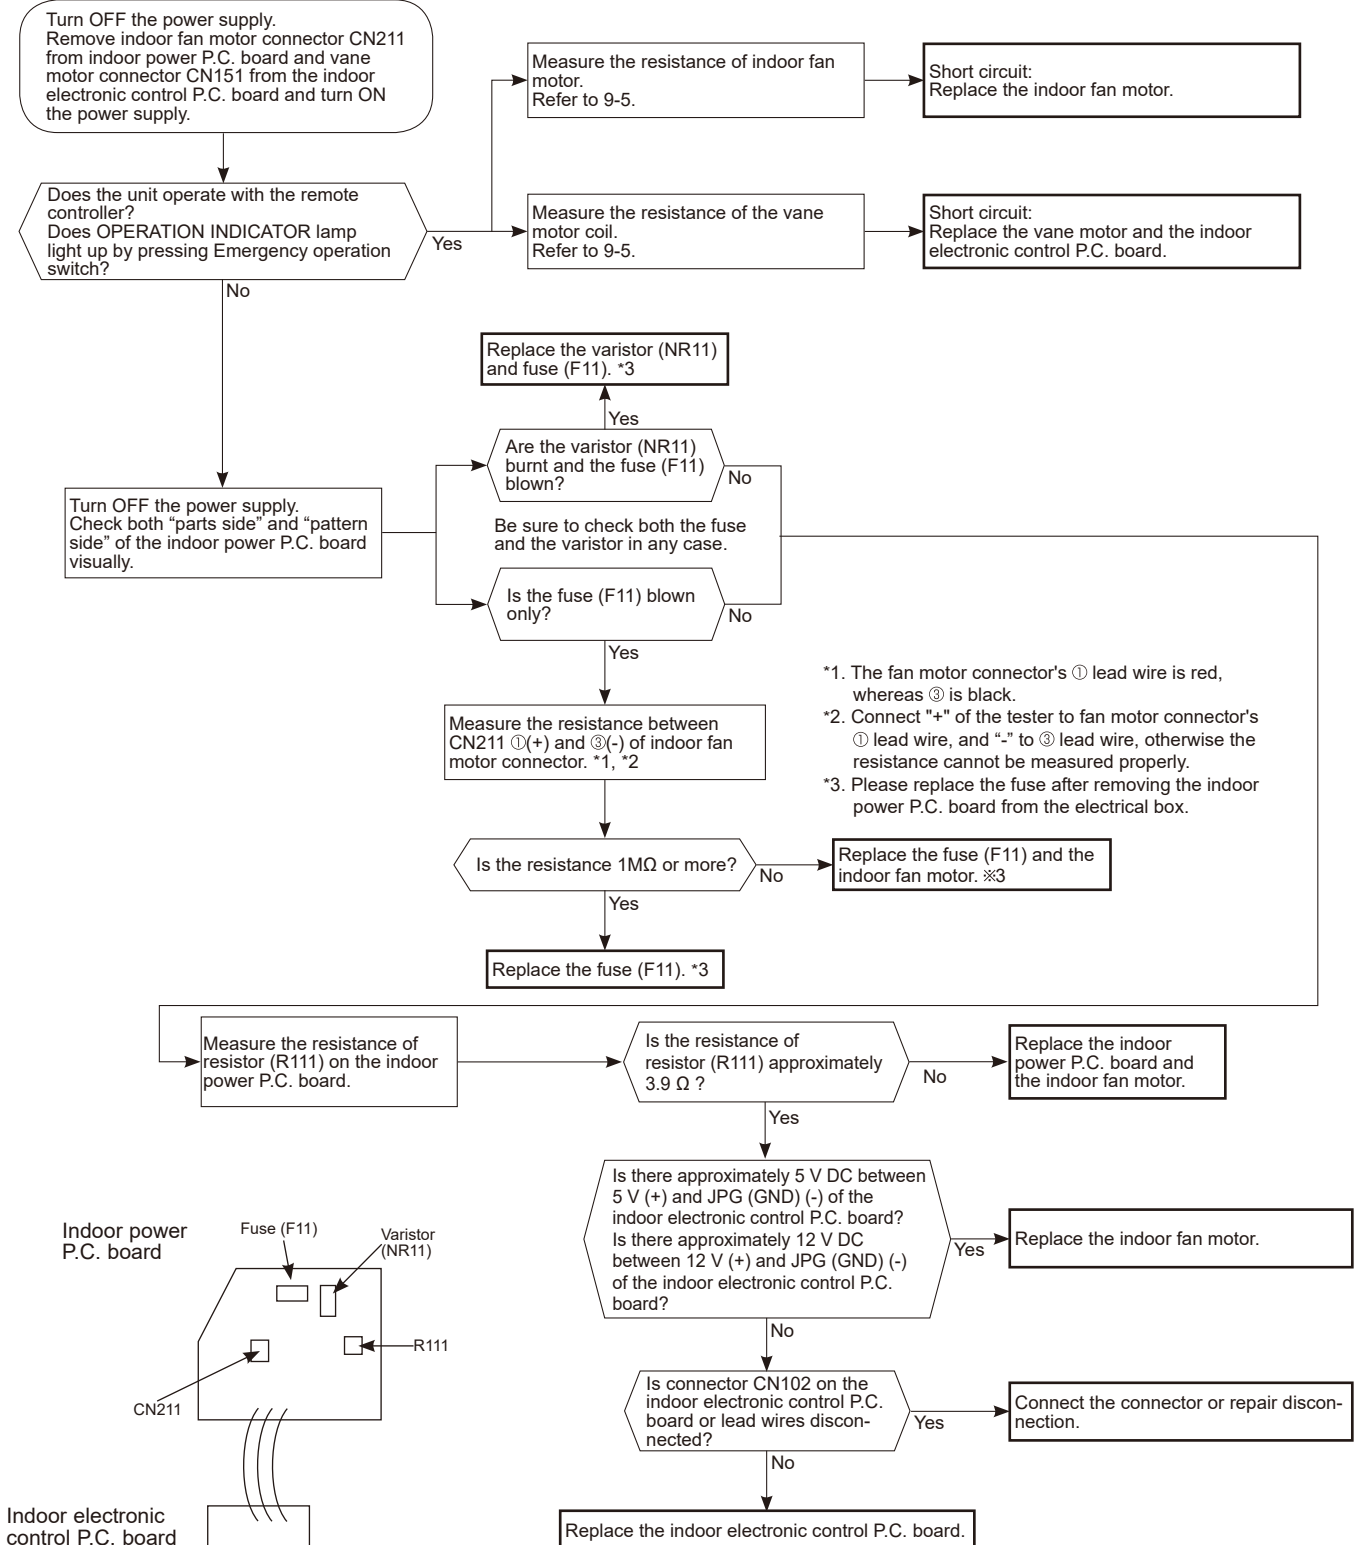 Turn OFF the power supply.
Remove indoor fan motor connector CN211
from indoor power P.C. board and vane
motor connector CN151 from the indoor
electronic control P.C. board and turn ON
the power supply.
Measure the resistance of indoor fan
motor.
Refer to 9-5.
Short circuit:
Replace the indoor fan motor.
Does the unit operate with the remote
controller?
Does OPERATION INDICATOR lamp
light up by pressing Emergency operation
switch?
Yes
Measure the resistance of the vane
motor coil.
Refer to 9-5.
Short circuit:
Replace the vane motor and the indoor
electronic control P.C. board.
No
Replace the varistor (NR11)
and fuse (F11). *3
Yes
Are the varistor (NR11)
burnt and the fuse (F11)
blown?
No
Turn OFF the power supply.
Check both “parts side” and “pattern
side” of the indoor power P.C. board
visually.
Be sure to check both the fuse
and the varistor in any case.
Is the fuse (F11) blown
only?
No
Yes
*1. The fan motor connector's ① lead wire is red,
whereas ③ is black.
*2. Connect "+" of the tester to fan motor connector's
① lead wire, and “-” to ③ lead wire, otherwise the
resistance cannot be measured properly.
*3. Please replace the fuse after removing the indoor
power P.C. board from the electrical box.
Measure the resistance between
CN211 ①(+) and ③(-) of indoor fan
motor connector. *1, *2
Is the resistance 1MΩ or more?
No
Replace the fuse (F11) and the
indoor fan motor. ※3
Yes
Replace the fuse (F11). *3
Measure the resistance of
resistor (R111) on the indoor
power P.C. board.
Is the resistance of
resistor (R111) approximately
3.9 Ω ?
No
Replace the indoor
power P.C. board and
the indoor fan motor.
Yes
Is there approximately 5 V DC between
5 V (+) and JPG (GND) (-) of the
indoor electronic control P.C. board?
Is there approximately 12 V DC
between 12 V (+) and JPG (GND) (-)
of the indoor electronic control P.C.
board?
Yes
Replace the indoor fan motor.
No
Is connector CN102 on the
indoor electronic control P.C.
board or lead wires discon-
nected?
Yes
Connect the connector or repair discon-
nection.
No
Replace the indoor electronic control P.C. board.
Indoor power
P.C. board
Fuse (F11)
Varistor
(NR11)
R111
CN211
Indoor electronic
control P.C. board